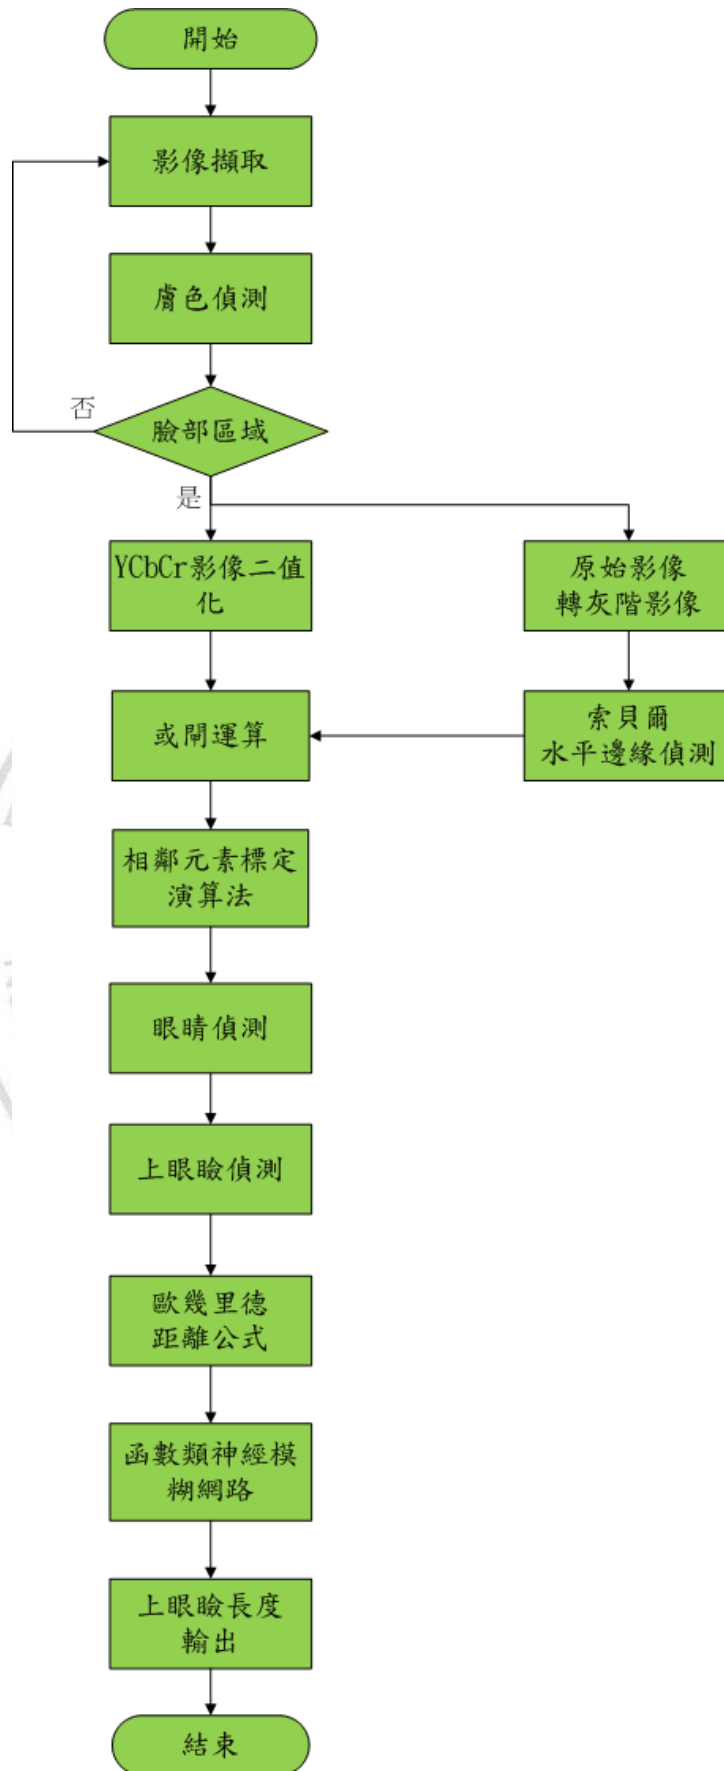 開始
影像擷取
膚色偵測
否
臉部區域
是
YCbCr影像二值
化
原始影像
轉灰階影像
或閘運算
索貝爾
水平邊緣偵測
相鄰元素標定
演算法
眼睛偵測
上眼瞼偵測
歐幾里德
距離公式
函數類神經模
糊網路
上眼瞼長度
輸出
結束